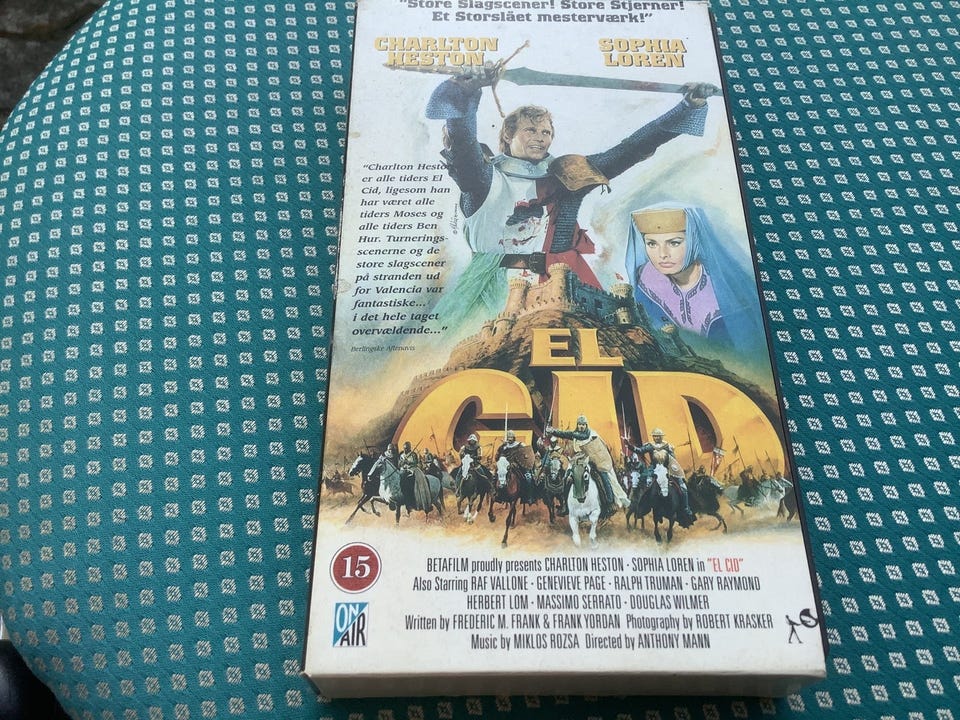 "Store Slagscener! Store Stjerner!
Et Storslået mesterværk!"
CHARLTON
HESTON
SOPHIA
LOREN
"Charlton Hesto
er alle tiders El
Cid, ligesom han
har været alle
tiders Moses og
alle tiders Ben
Hur. Turnerings-
scenerne og de
store slagscener
på stranden ud
for Valencia var
fantastiske...
i det hele taget
overvældende..."
Berlingske Aftenavis
EL
CID
15
ON
AIR
BETAFILM proudly presents CHARLTON HESTON · SOPHIA LOREN in "EL CID"
Also Starring RAF VALLONE · GENEVIEVE PAGE · RALPH TRUMAN · GARY RAYMOND
HERBERT LOM · MASSIMO SERRATO · DOUGLAS WILMER
Written by FREDERIC M. FRANK & FRANK YORDAN Photography by ROBERT KRASKER
Music by MIKLOS ROZSA Directed by ANTHONY MANN